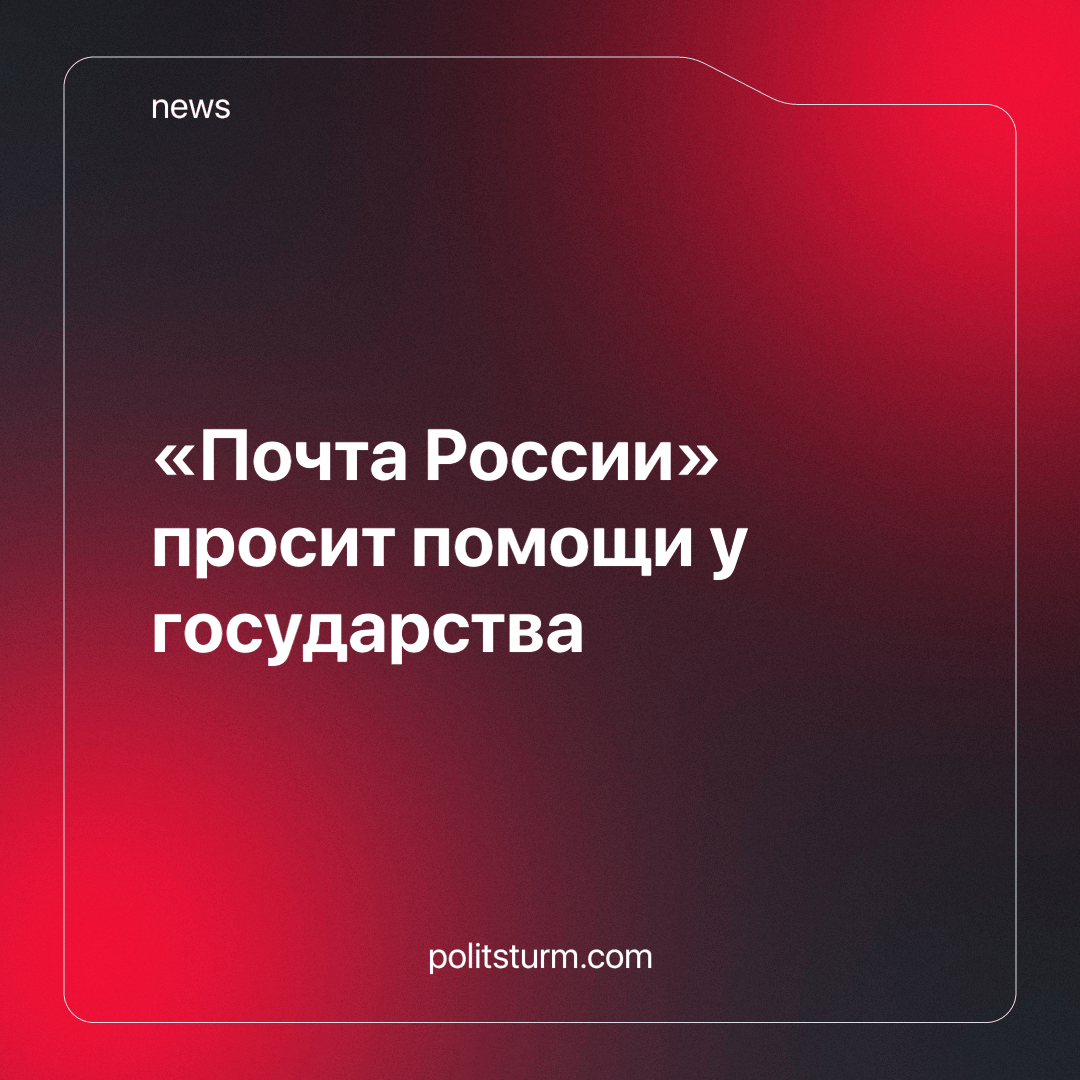 news
«Почта России»
просит помощи у
государства
politsturm.com